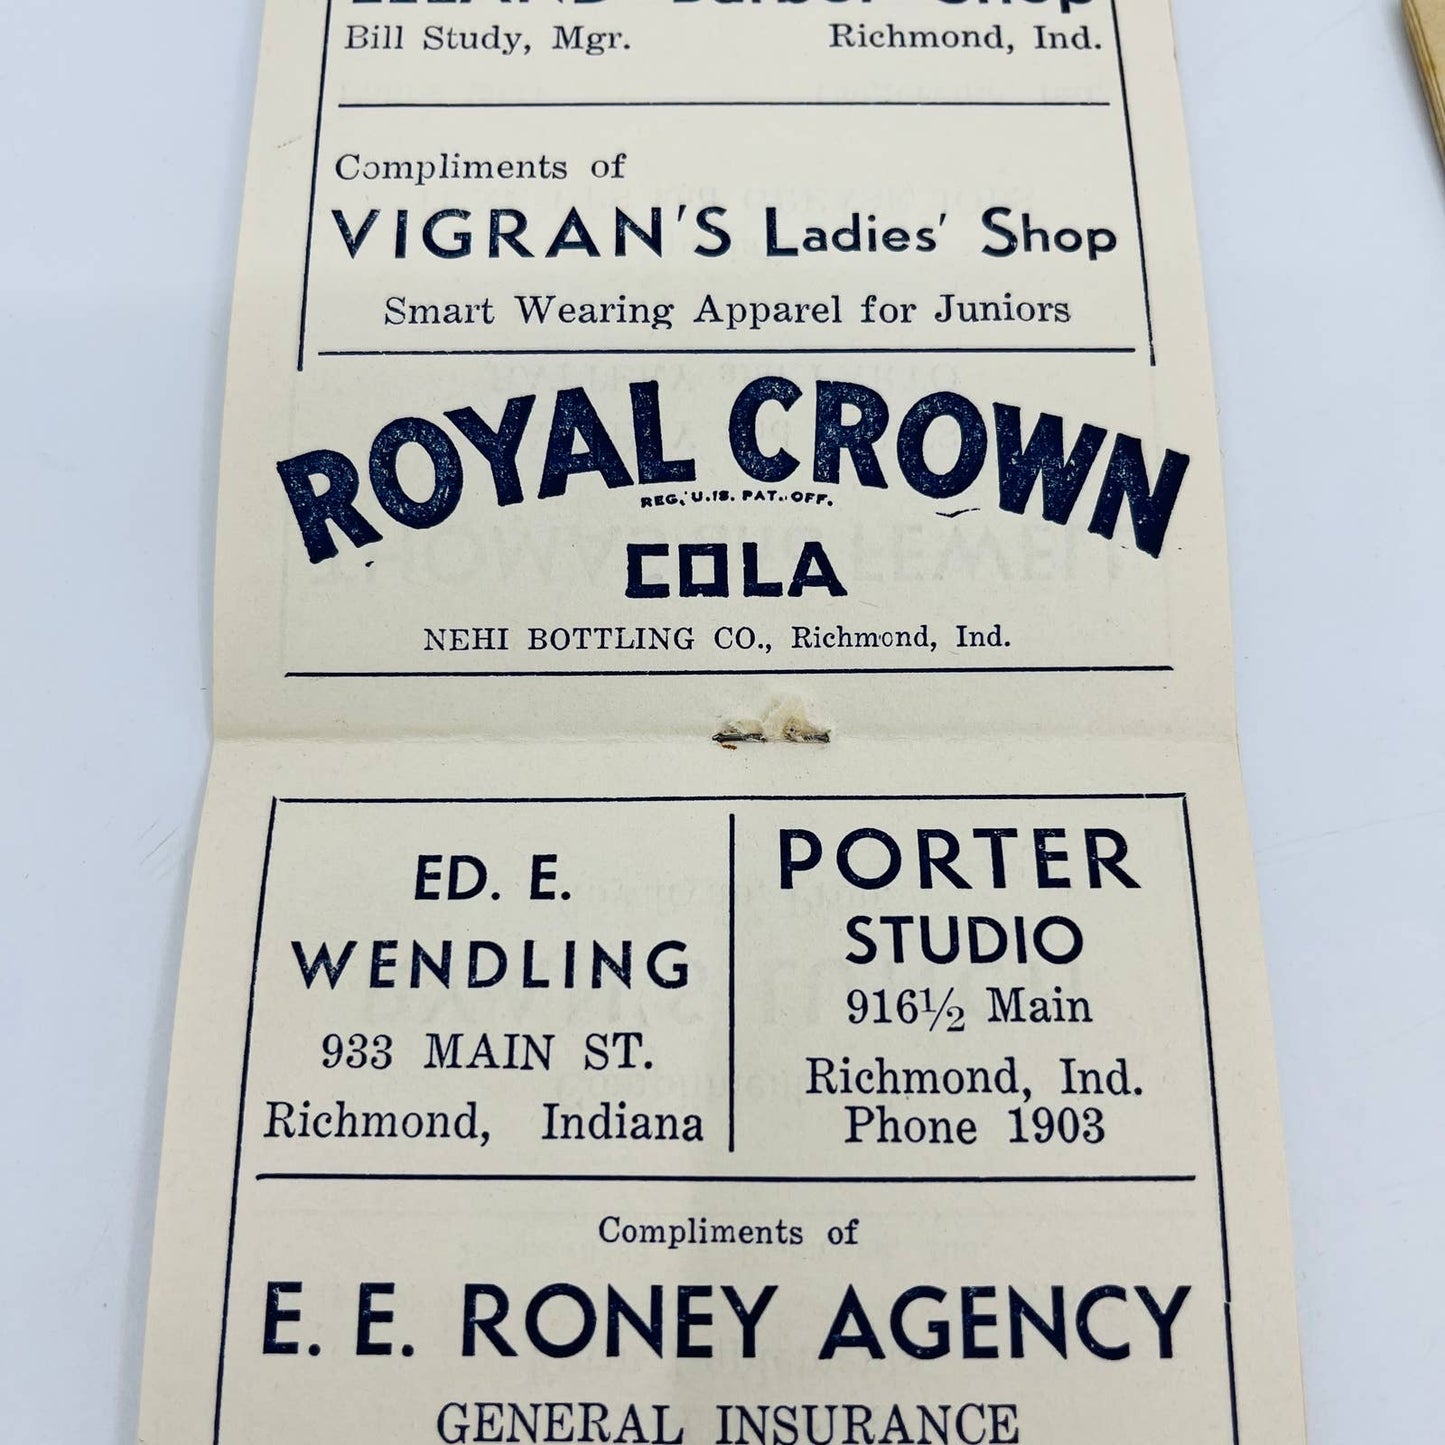 Barber Shop
Bill Study, Mgr. Richmond, Ind.
Compliments of
VIGRAN'S Ladies' Shop
Smart Wearing Apparel for Juniors
ROYAL CROWN
REG. U.S. PAT. OFF.
COLA
NEHI BOTTLING CO., Richmond, Ind.
ED. E.
WENDLING
933 MAIN ST.
Richmond, Indiana
PORTER
STUDIO
916½ Main
Richmond, Ind.
Phone 1903
Compliments of
E. E. RONEY AGENCY
GENERAL INSURANCE